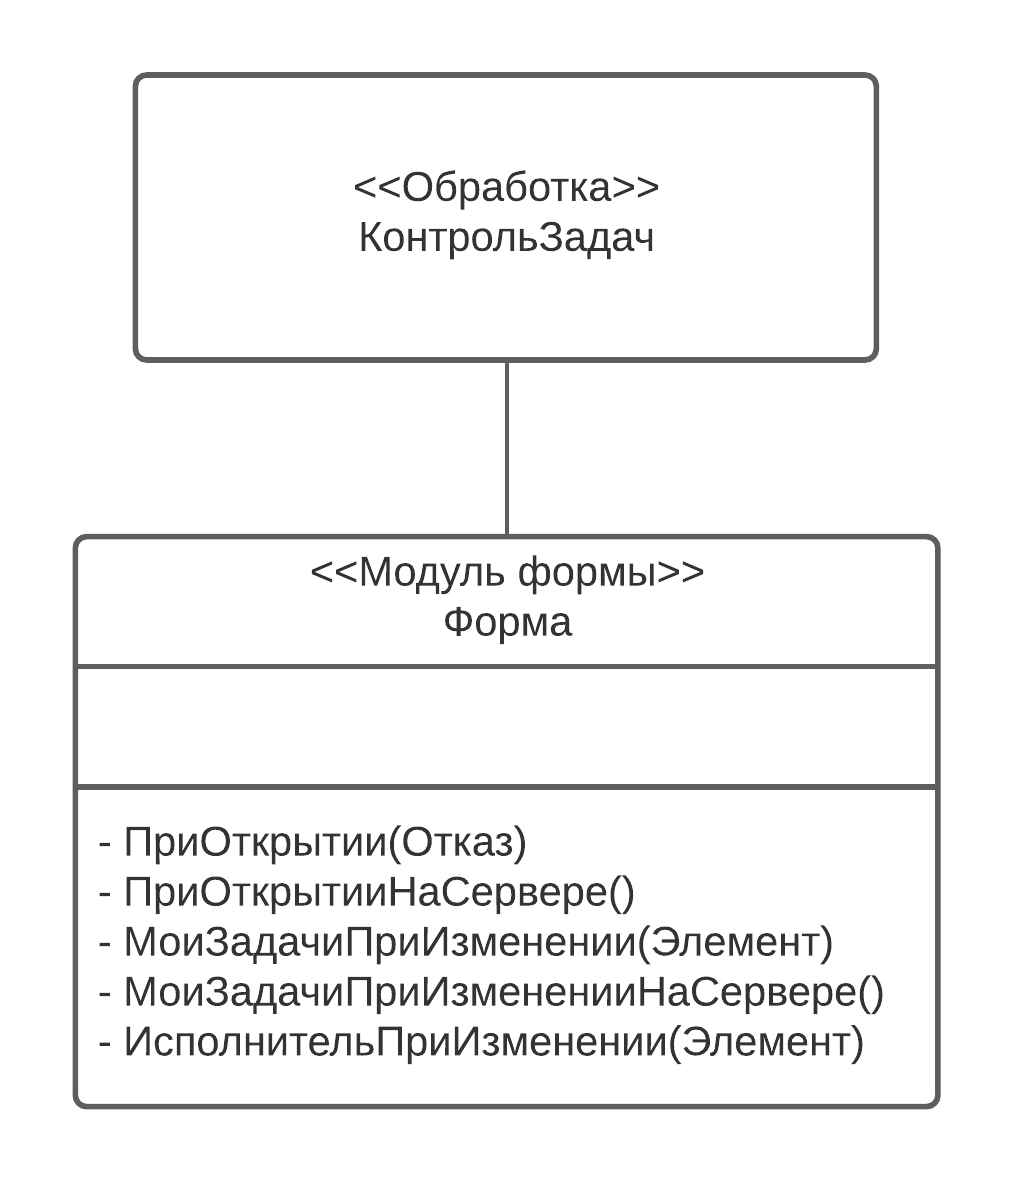 <<Обработка>>
КонтрольЗадач
<<Модуль формы>>
Форма
- ПриОткрытии(Отказ)
- ПриОткрытииНаСервере()
- МоиЗадачиПриИзменении(Элемент)
- МоиЗадачиПриИзмененииНаСервере()
- ИсполнительПриИзменении(Элемент)